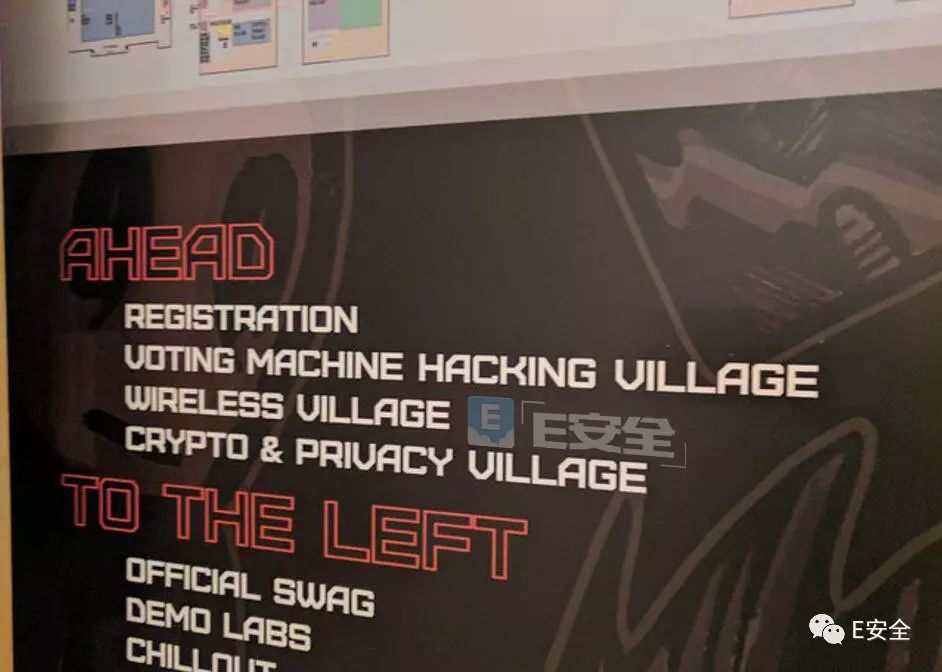 AHEAD
REGISTRATION
VOTING MACHINE HACKING VILLAGE
WIRELESS VILLAGE
E E安全
CRYPTO & PRIVACY VILLAGE
TO THE LEFT
OFFICIAL SWAG
DEMO LABS
CHILLOUT
E安全